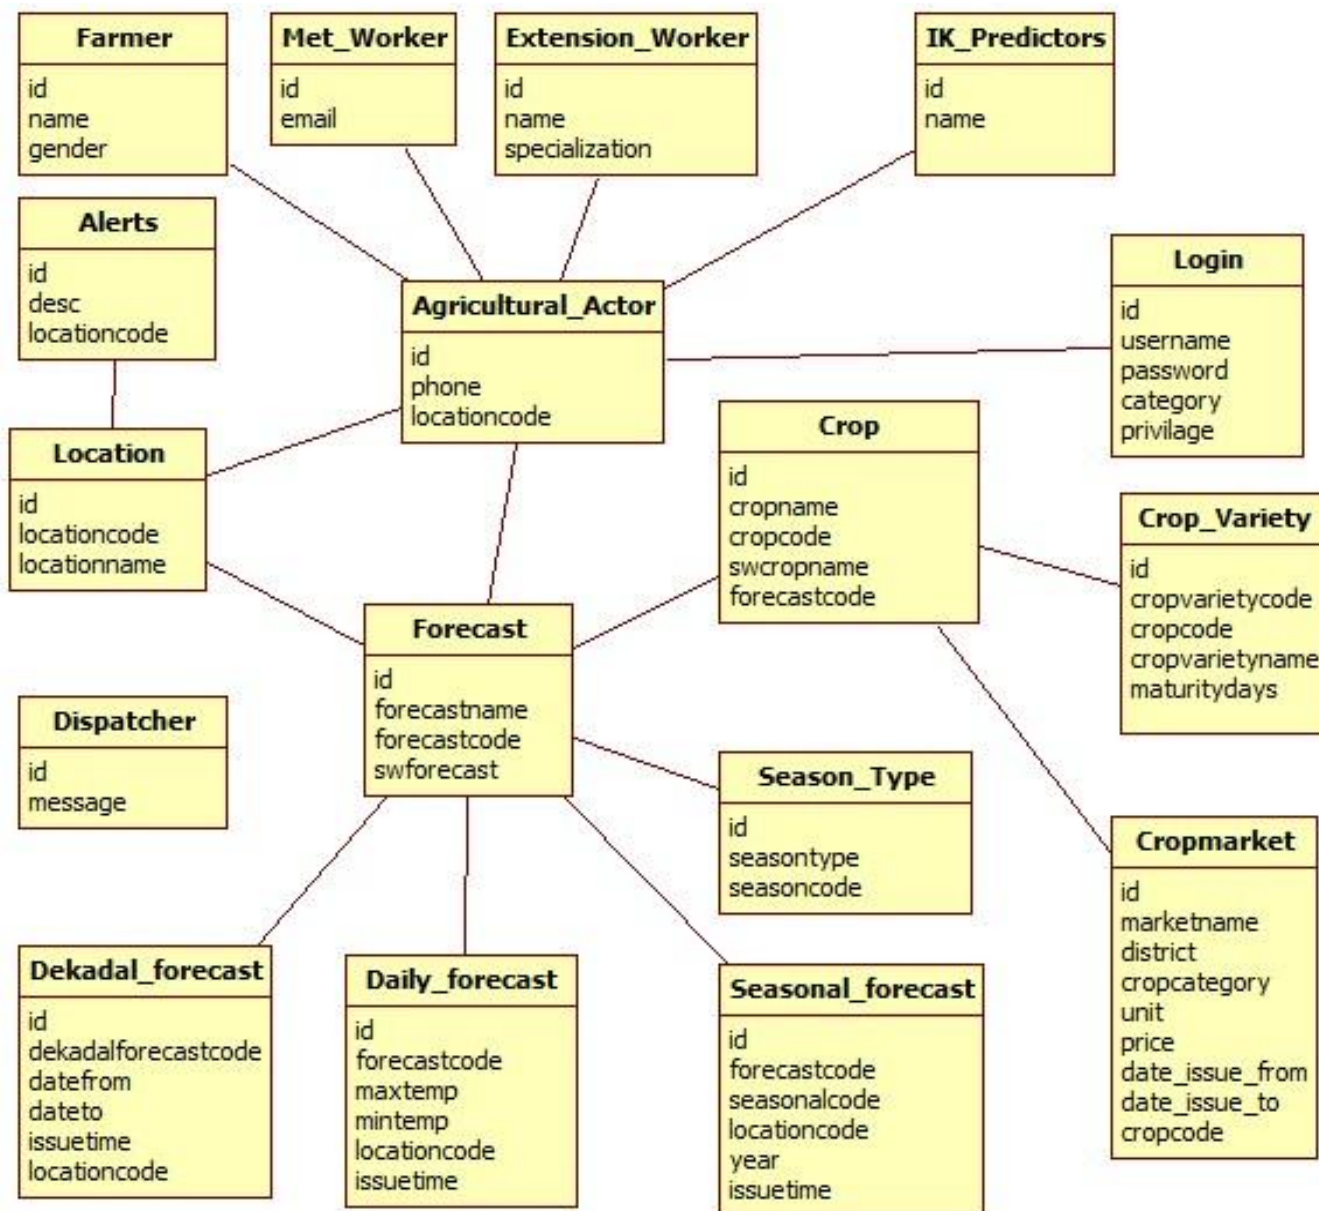 Farmer
id
name
gender
Met_Worker
id
email
Extension_Worker
id
name
specialization
IK_Predictors
id
name
Alerts
id
desc
locationcode
Agricultural_Actor
id
phone
locationcode
Login
id
username
password
category
privilage
Location
id
locationcode
locationname
Crop
id
cropname
cropcode
swcropname
forecastcode
Crop_Variety
id
cropvarietycode
cropcode
cropvarietyname
maturitydays
Forecast
id
forecastname
forecastcode
swforecast
Dispatcher
id
message
Season_Type
id
seasontype
seasoncode
Cropmarket
id
marketname
district
cropcategory
unit
price
date_issue_from
date_issue_to
cropcode
Dekadal_forecast
id
dekadalforecastcode
datefrom
dateto
issuetime
locationcode
Daily_forecast
id
forecastcode
maxtemp
mintemp
locationcode
issuetime
Seasonal_forecast
id
forecastcode
seasonalcode
locationcode
year
issuetime